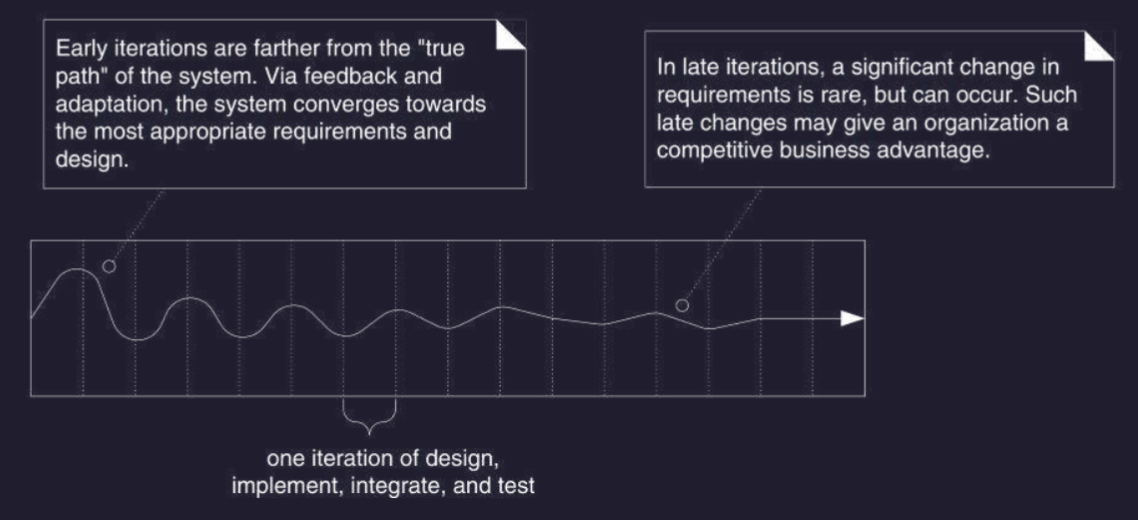 Early iterations are farther from the "true
path" of the system. Via feedback and
adaptation, the system converges towards
the most appropriate requirements and
design.
In late iterations, a significant change in
requirements is rare, but can occur. Such
late changes may give an organization a
competitive business advantage.
one iteration of design,
implement, integrate, and test